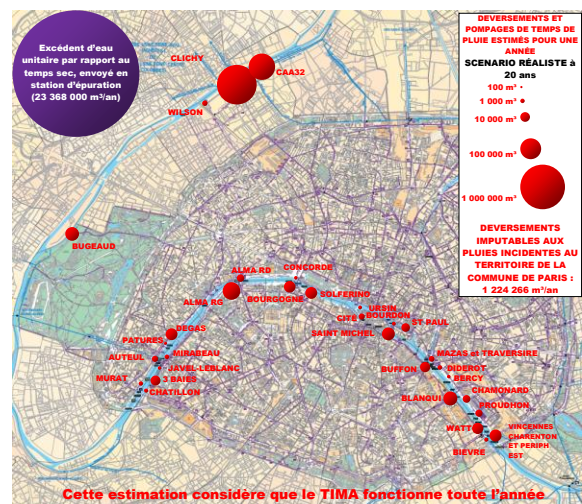 Excédent d'eau
unitaire par rapport au
temps sec, envoyé en
station d'épuration
(23 368 000 m³/an)
DEVERSEMENTS ET
POMPAGES DE TEMPS DE
PLUIE ESTIMÉS POUR UNE
ANNÉE
SCENARIO RÉALISTE à
20 ans
100 m³
1 000 m³
10 000 m³
100 000 m³
1 000 000 m³
DEVERSEMENTS
IMPUTABLES AUX
PLUIES INCIDENTES AU
TERRITOIRE DE LA
COMMUNE DE PARIS :
1 224 266 m³/an
CLICHY
CAA32
WILSON
BUGEAUD
ALMA RD
CONCORDE
ALMA RG
BOURGOGNE
SOLFERINO
URSIN
CITE
BOURDON
ST PAUL
SAINT MICHEL
DEGAS
PATURES
AUTEUIL
MIRABEAU
JAVEL-LEBLANC
MURAT
3 BAIES
CHATILLON
MAZAS et TRAVERSIRE
BUFFON
DIDEROT
BERCY
BLANQUI
CHAMONARD
PROUDHON
WATT
VINCENNES
CHARENTON
ET PERIPH
EST
BIEVRE
Cette estimation considère que le TIMA fonctionne toute l'année